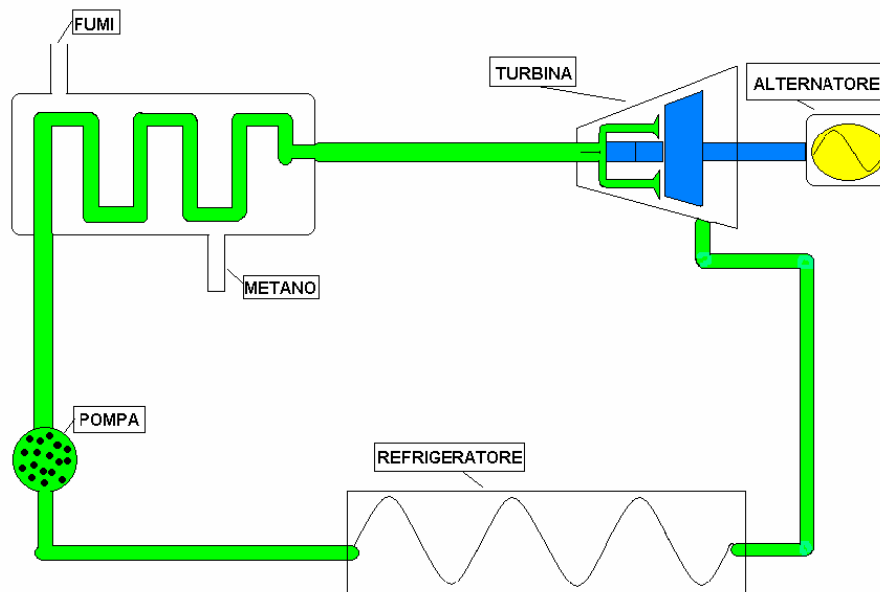 FUMI
TURBINA
ALTERNATORE
METANO
POMPA
REFRIGERATORE